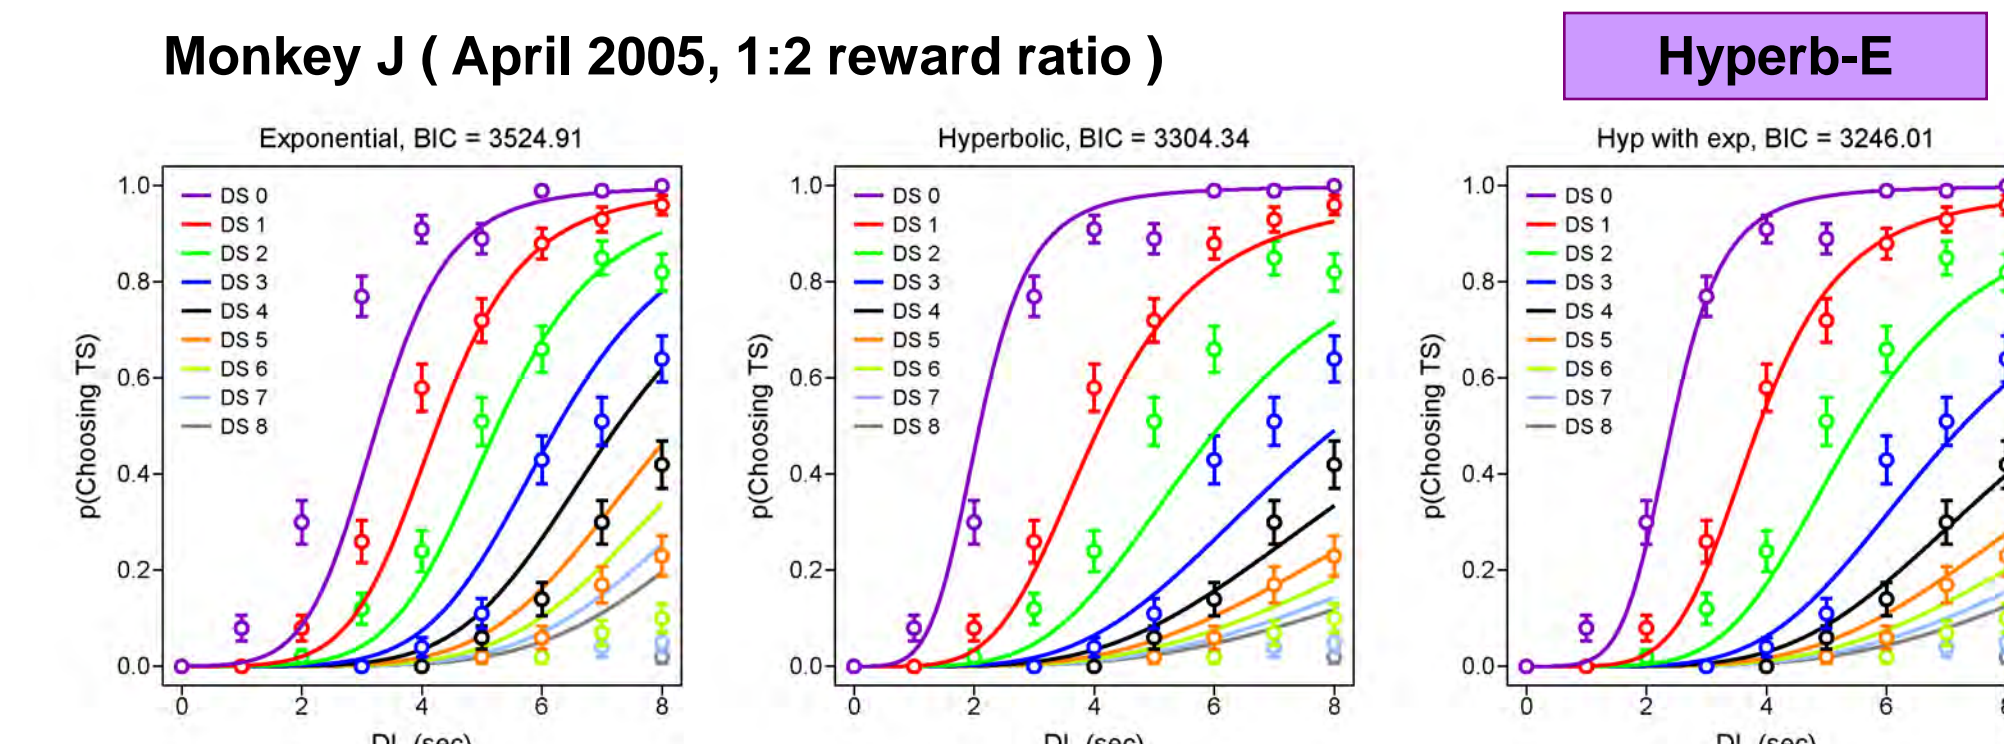 Monkey J ( April 2005, 1:2 reward ratio )
Hyperb-E
Exponential, BIC = 3524.91
1.0
0.8
0.6
0.4
0.2
0.0
p(Choosing TS)
DS 0
DS 1
DS 2
DS 3
DS 4
DS 5
DS 6
DS 7
DS 8
0 2 4 6 8
DL (sec)
Hyperbolic, BIC = 3304.34
1.0
0.8
0.6
0.4
0.2
0.0
p(Choosing TS)
DS 0
DS 1
DS 2
DS 3
DS 4
DS 5
DS 6
DS 7
DS 8
0 2 4 6 8
DL (sec)
Hyp with exp, BIC = 3246.01
1.0
0.8
0.6
0.4
0.2
0.0
p(Choosing TS)
DS 0
DS 1
DS 2
DS 3
DS 4
DS 5
DS 6
DS 7
DS 8
0 2 4 6
DL (sec)